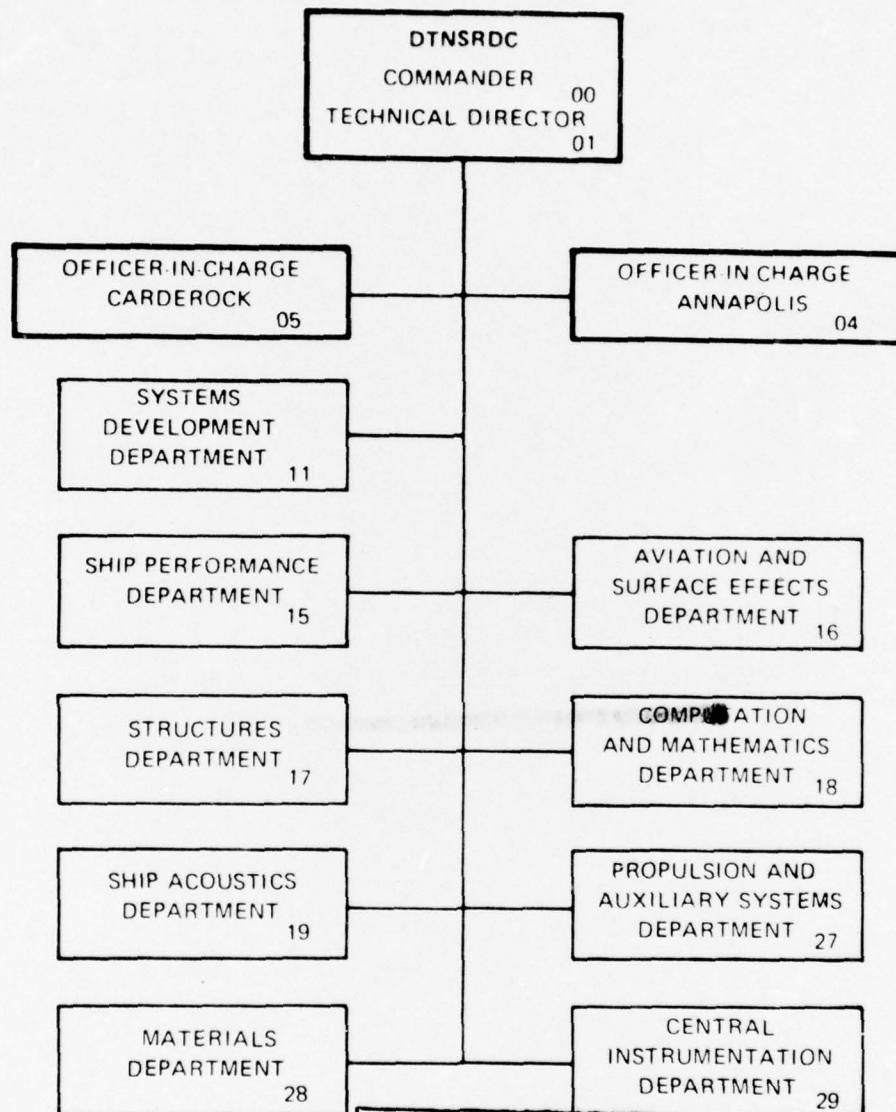 DTNSRDC
COMMANDER
00
TECHNICAL DIRECTOR
01
OFFICER-IN-CHARGE
CARDEROCK
05
OFFICER-IN CHARGE
ANNAPOLIS
04
SYSTEMS
DEVELOPMENT
DEPARTMENT
11
SHIP PERFORMANCE
DEPARTMENT
15
AVIATION AND
SURFACE EFFECTS
DEPARTMENT
16
STRUCTURES
DEPARTMENT
17
COMPUTATION
AND MATHEMATICS
DEPARTMENT
18
SHIP ACOUSTICS
DEPARTMENT
19
PROPULSION AND
AUXILIARY SYSTEMS
DEPARTMENT
27
MATERIALS
DEPARTMENT
28
CENTRAL
INSTRUMENTATION
DEPARTMENT
29